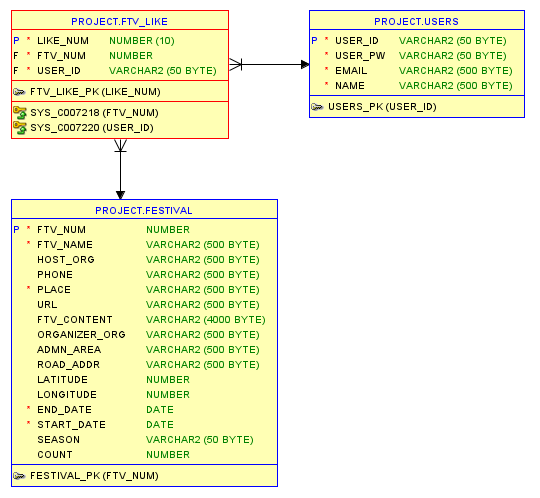 PROJECT.FTV_LIKE
P * LIKE_NUM NUMBER (10)
F * FTV_NUM NUMBER
F * USER_ID VARCHAR2 (50 BYTE)
FTV_LIKE_PK (LIKE_NUM)
SYS_C007218 (FTV_NUM)
SYS_C007220 (USER_ID)
PROJECT.USERS
P * USER_ID VARCHAR2 (50 BYTE)
* USER_PW VARCHAR2 (50 BYTE)
* EMAIL VARCHAR2 (500 BYTE)
* NAME VARCHAR2 (500 BYTE)
USERS_PK (USER_ID)
PROJECT.FESTIVAL
P * FTV_NUM NUMBER
* FTV_NAME VARCHAR2 (500 BYTE)
HOST_ORG VARCHAR2 (500 BYTE)
PHONE VARCHAR2 (500 BYTE)
* PLACE VARCHAR2 (500 BYTE)
URL VARCHAR2 (500 BYTE)
FTV_CONTENT VARCHAR2 (4000 BYTE)
ORGANIZER_ORG VARCHAR2 (500 BYTE)
ADMN_AREA VARCHAR2 (500 BYTE)
ROAD_ADDR VARCHAR2 (500 BYTE)
LATITUDE NUMBER
LONGITUDE NUMBER
* END_DATE DATE
* START_DATE DATE
SEASON VARCHAR2 (50 BYTE)
COUNT NUMBER
FESTIVAL_PK (FTV_NUM)